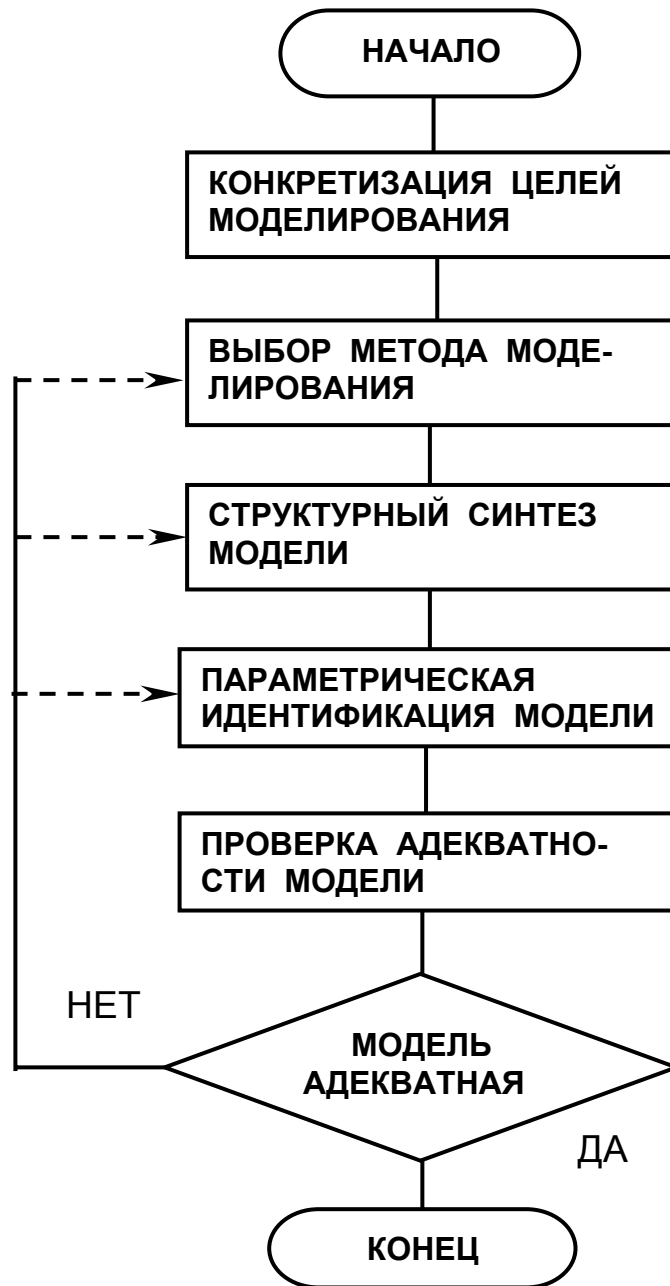 НАЧАЛО
КОНКРЕТИЗАЦИЯ ЦЕЛЕЙ
МОДЕЛИРОВАНИЯ
ВЫБОР МЕТОДА МОДЕ-
ЛИРОВАНИЯ
СТРУКТУРНЫЙ СИНТЕЗ
МОДЕЛИ
ПАРАМЕТРИЧЕСКАЯ
ИДЕНТИФИКАЦИЯ МОДЕЛИ
ПРОВЕРКА АДЕКВАТНО-
СТИ МОДЕЛИ
НЕТ
МОДЕЛЬ
АДЕКВАТНАЯ
ДА
КОНЕЦ